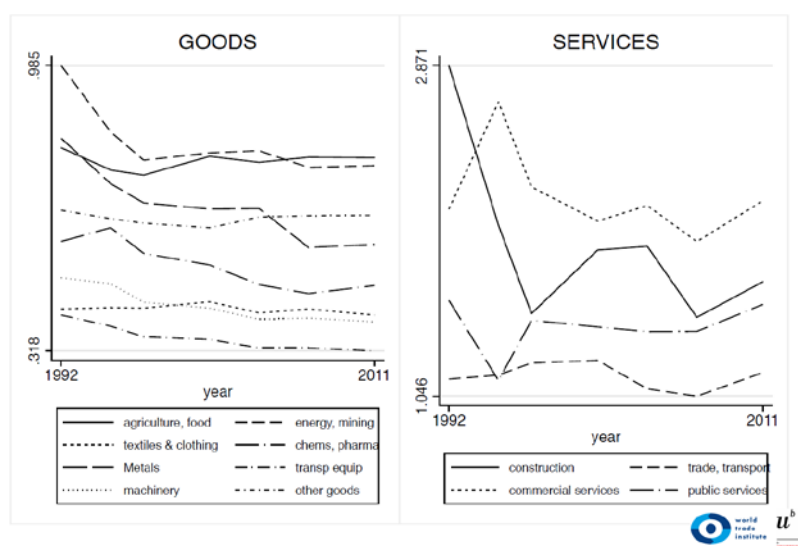 GOODS
.985
.318
1992 2011
year
agriculture, food energy, mining
textiles & clothing chems, pharma
Metals transp equip
machinery other goods
SERVICES
2.871
1.046
1992 2011
year
construction trade, transport
commercial services public services
world
trade
institute
u
b